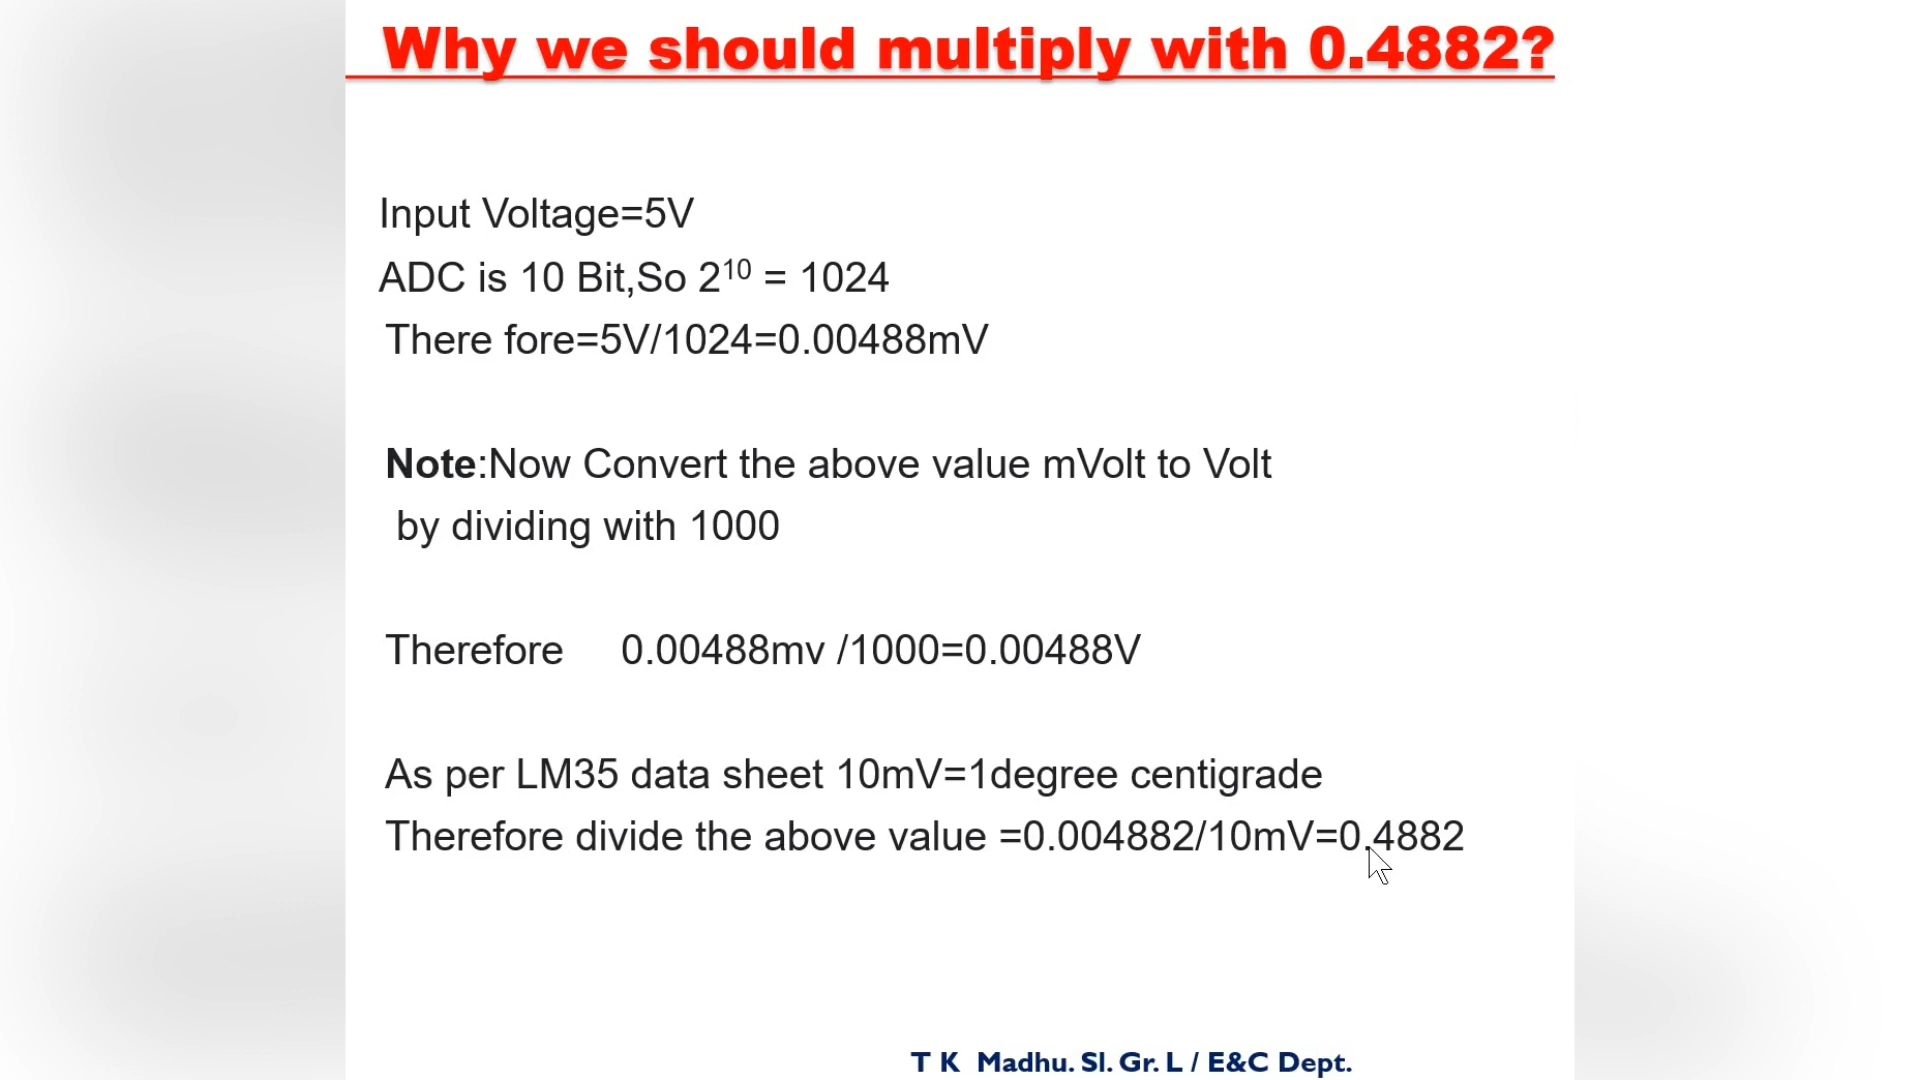 Why we should multiply with 0.4882?
Input Voltage=5V
ADC is 10 Bit,So 2¹⁰ = 1024
There fore=5V/1024=0.00488mV
Note:Now Convert the above value mVolt to Volt
by dividing with 1000
Therefore 0.00488mv /1000=0.00488V
As per LM35 data sheet 10mV=1degree centigrade
Therefore divide the above value =0.004882/10mV=0.4882
T K Madhu. Sl. Gr. L / E&C Dept.